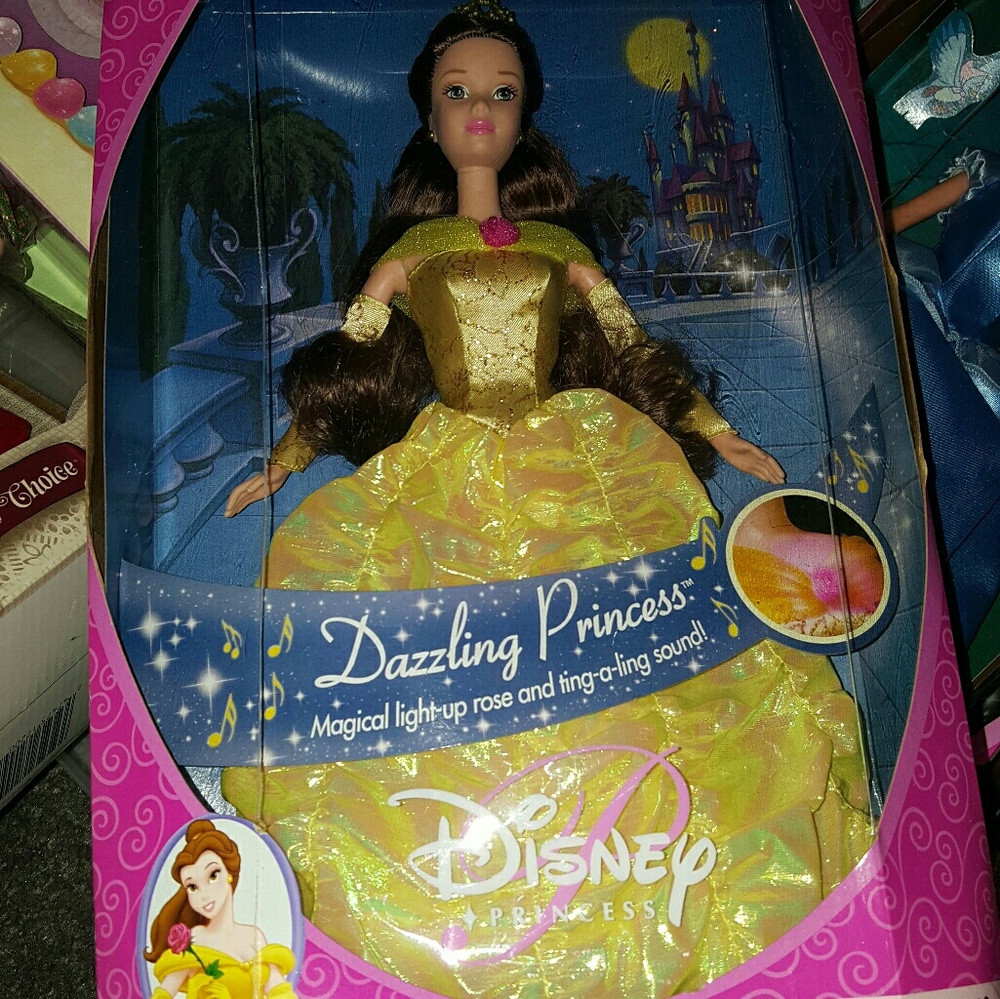 Choice
Dazzling Princess™
Magical light-up rose and ting-a-ling sound!
Disney
PRINCESS